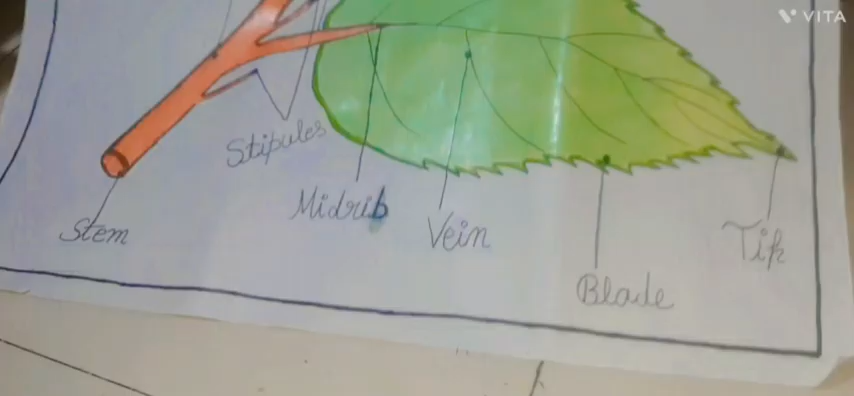 VITA
Stipules
Midrib
Stem
Vein
Tip
Blade